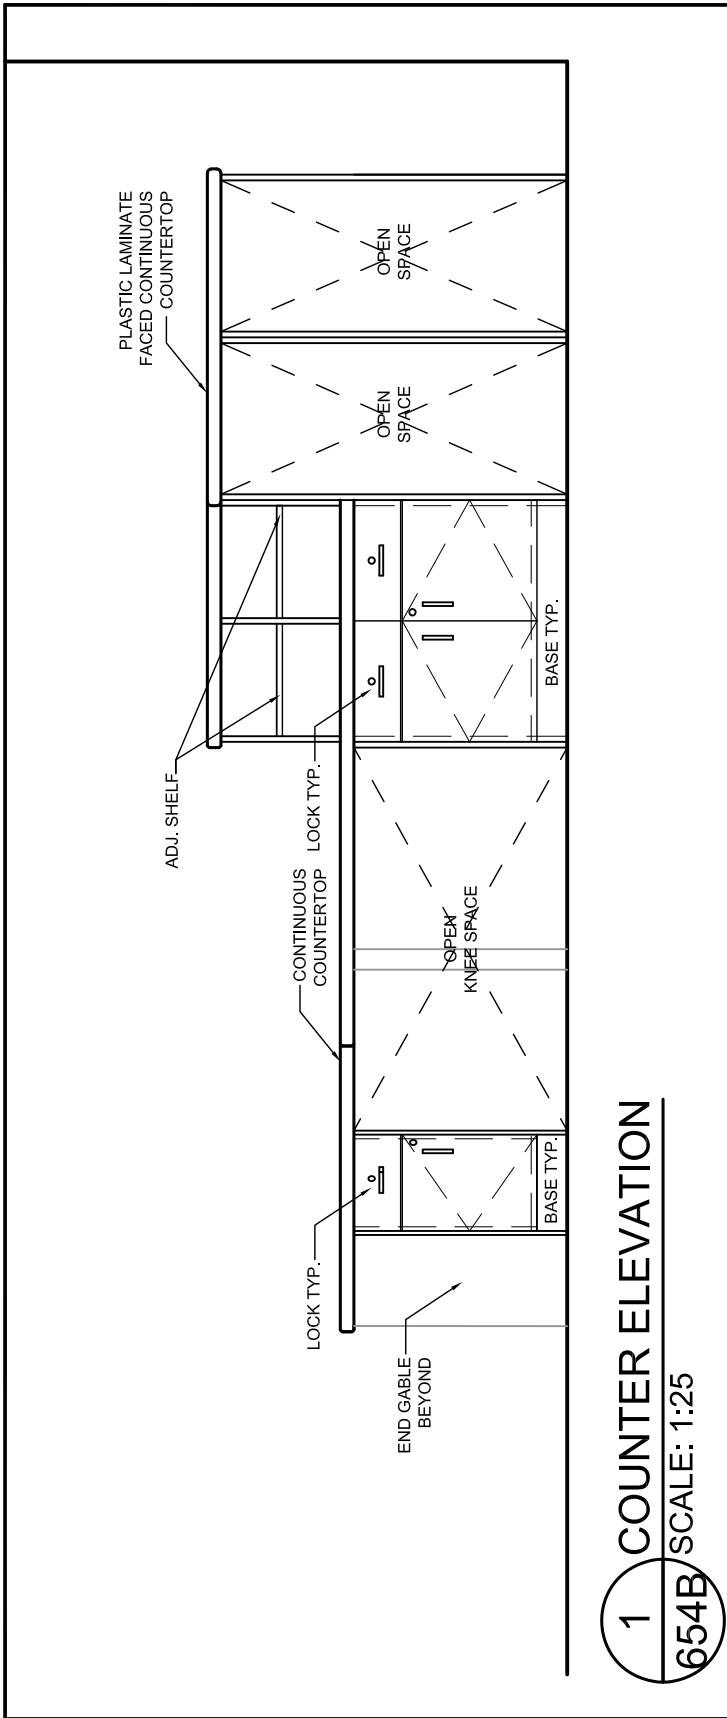 PLASTIC LAMINATE
FACED CONTINUOUS
COUNTERTOP
ADJ. SHELF
OPEN
SPACE
OPEN
SPACE
LOCK TYP.
CONTINUOUS
COUNTERTOP
LOCK TYP.
END GABLE
BEYOND
OPEN
KNEE SPACE
BASE TYP.
BASE TYP.
1
COUNTER ELEVATION
654B
SCALE: 1:25